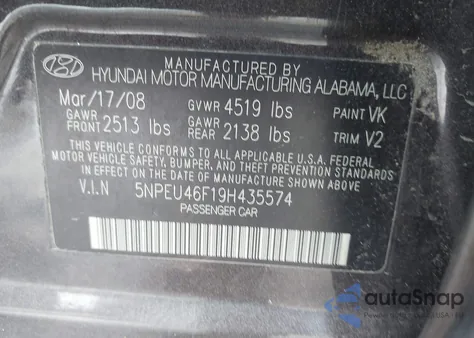 MANUFACTURED BY
HYUNDAI MOTOR MANUFACTURING ALABAMA, LLC
Mar/17/08 GVWR 4519 lbs PAINT VK
GAWR FRONT 2513 lbs GAWR REAR 2138 lbs TRIM V2
THIS VEHICLE CONFORMS TO ALL APPLICABLE U.S.A. FEDERAL
MOTOR VEHICLE SAFETY, BUMPER, AND THEFT PREVENTION STANDARDS
IN EFFECT ON THE DATE OF MANUFACTURE SHOWN ABOVE.
V.I.N 5NPEU46F19H435574
PASSENGER CAR
autoSnap